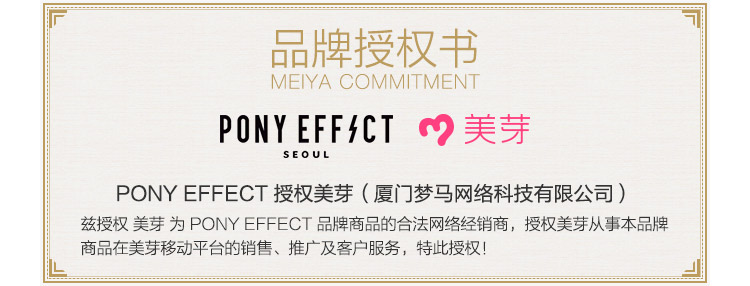 品牌授权书
MEIYA COMMITMENT
PONY EFFECT 美芽
SEOUL
PONY EFFECT 授权美芽(厦门梦马网络科技有限公司)
兹授权 美芽 为 PONY EFFECT 品牌商品的合法网络经销商，授权美芽从事本品牌
商品在美芽移动平台的销售、推广及客户服务，特此授权！